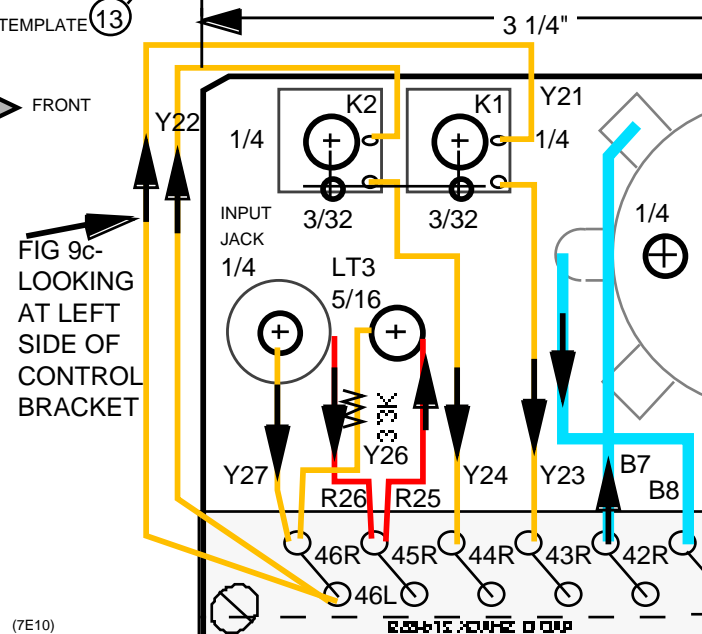 TEMPLATE 13
3 1/4"
FRONT
K2
K1
Y21
Y22
1/4
1/4
INPUT
JACK
1/4
3/32
3/32
1/4
LT3
5/16
FIG 9c-
LOOKING
AT LEFT
SIDE OF
CONTROL
BRACKET
3.3K
Y27
Y26
Y24
Y23
B7
R26
R25
B8
46R
45R
44R
43R
42R
46L
(7E10)